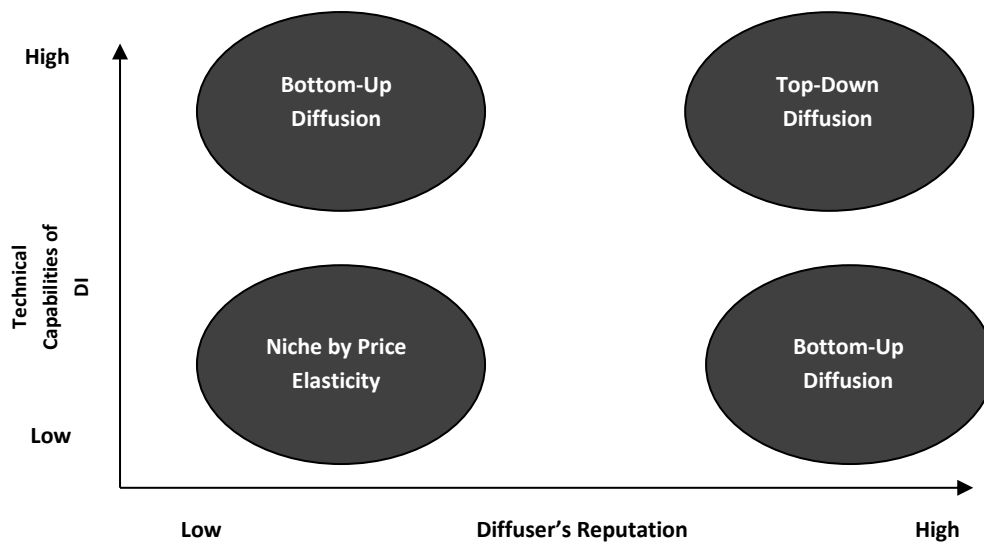 High
Bottom-Up
Diffusion
Top-Down
Diffusion
Technical
Capabilities of
DI
Niche by Price
Elasticity
Bottom-Up
Diffusion
Low
Low
Diffuser’s Reputation
High